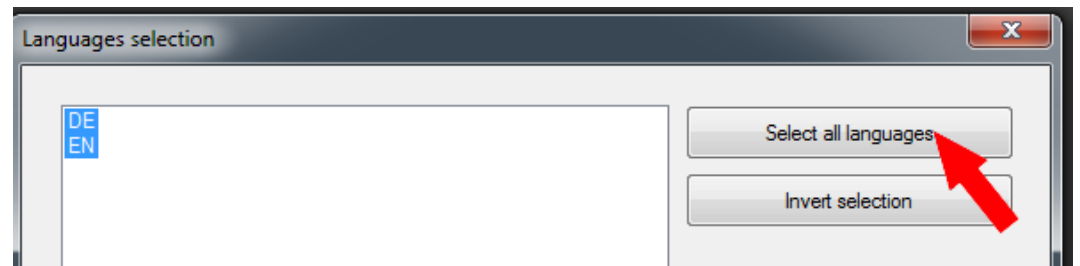 Languages selection
DE
EN
Select all languages
Invert selection